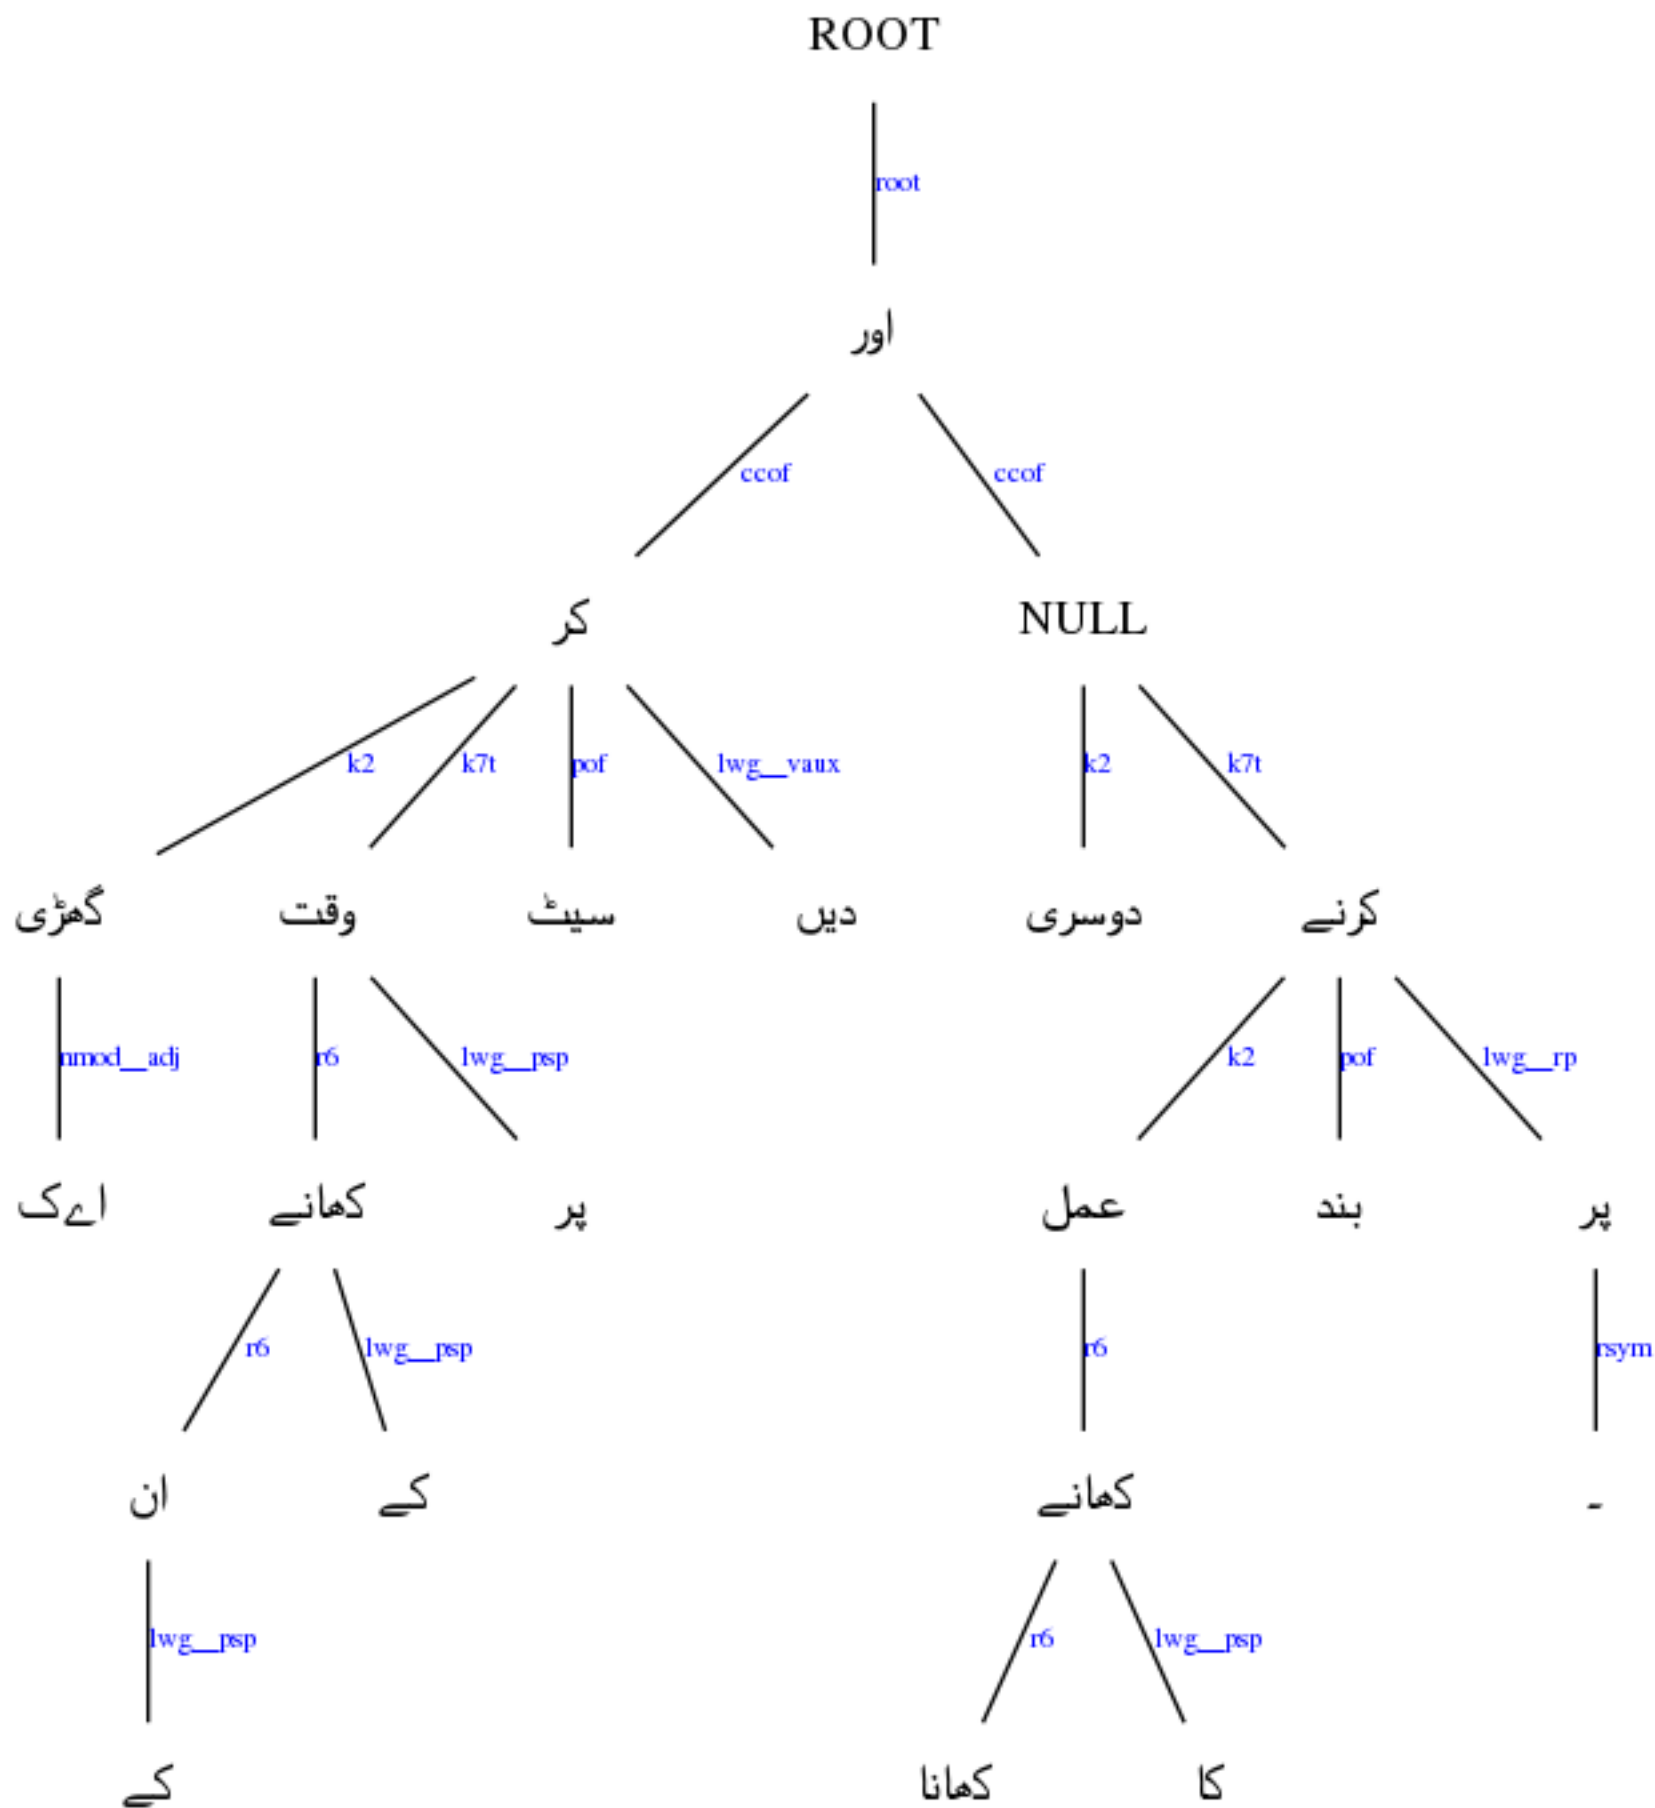 ROOT
root
اور
ccof ccof
کر NULL
k2 k7t pof lwg__vaux k2 k7t
گھڑی وقت سیٹ دیں دوسری کرنے
nmod__adj r6 lwg__psp k2 pof lwg__rp
اےک کھانے پر عمل بند پر
r6 lwg__psp r6 rsym
ان کے کھانے ۔
lwg__psp r6 lwg__psp
کے کھانا کا